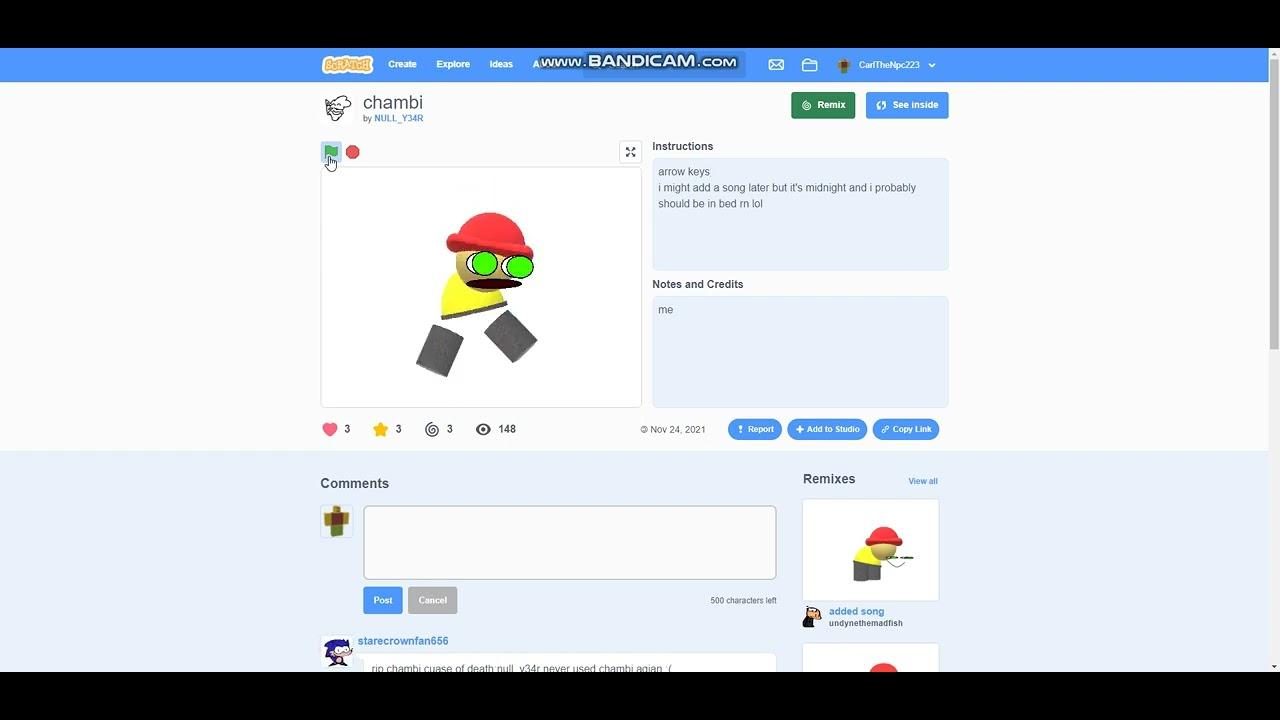 SCRATCH
Create
Explore
Ideas
www.BANDICAM.com
CarlTheNpc223
chambi
by NULL_Y34R
Remix
See inside
Instructions
arrow keys
i might add a song later but it's midnight and i probably
should be in bed rn lol
Notes and Credits
me
3
3
3
148
© Nov 24, 2021
Report
Add to Studio
Copy Link
Comments
Post
Cancel
500 characters left
starecrownfan656
rip chambi cuase of death null_y34r never used chambi agian :(
Remixes
View all
added song
undynethemadfish